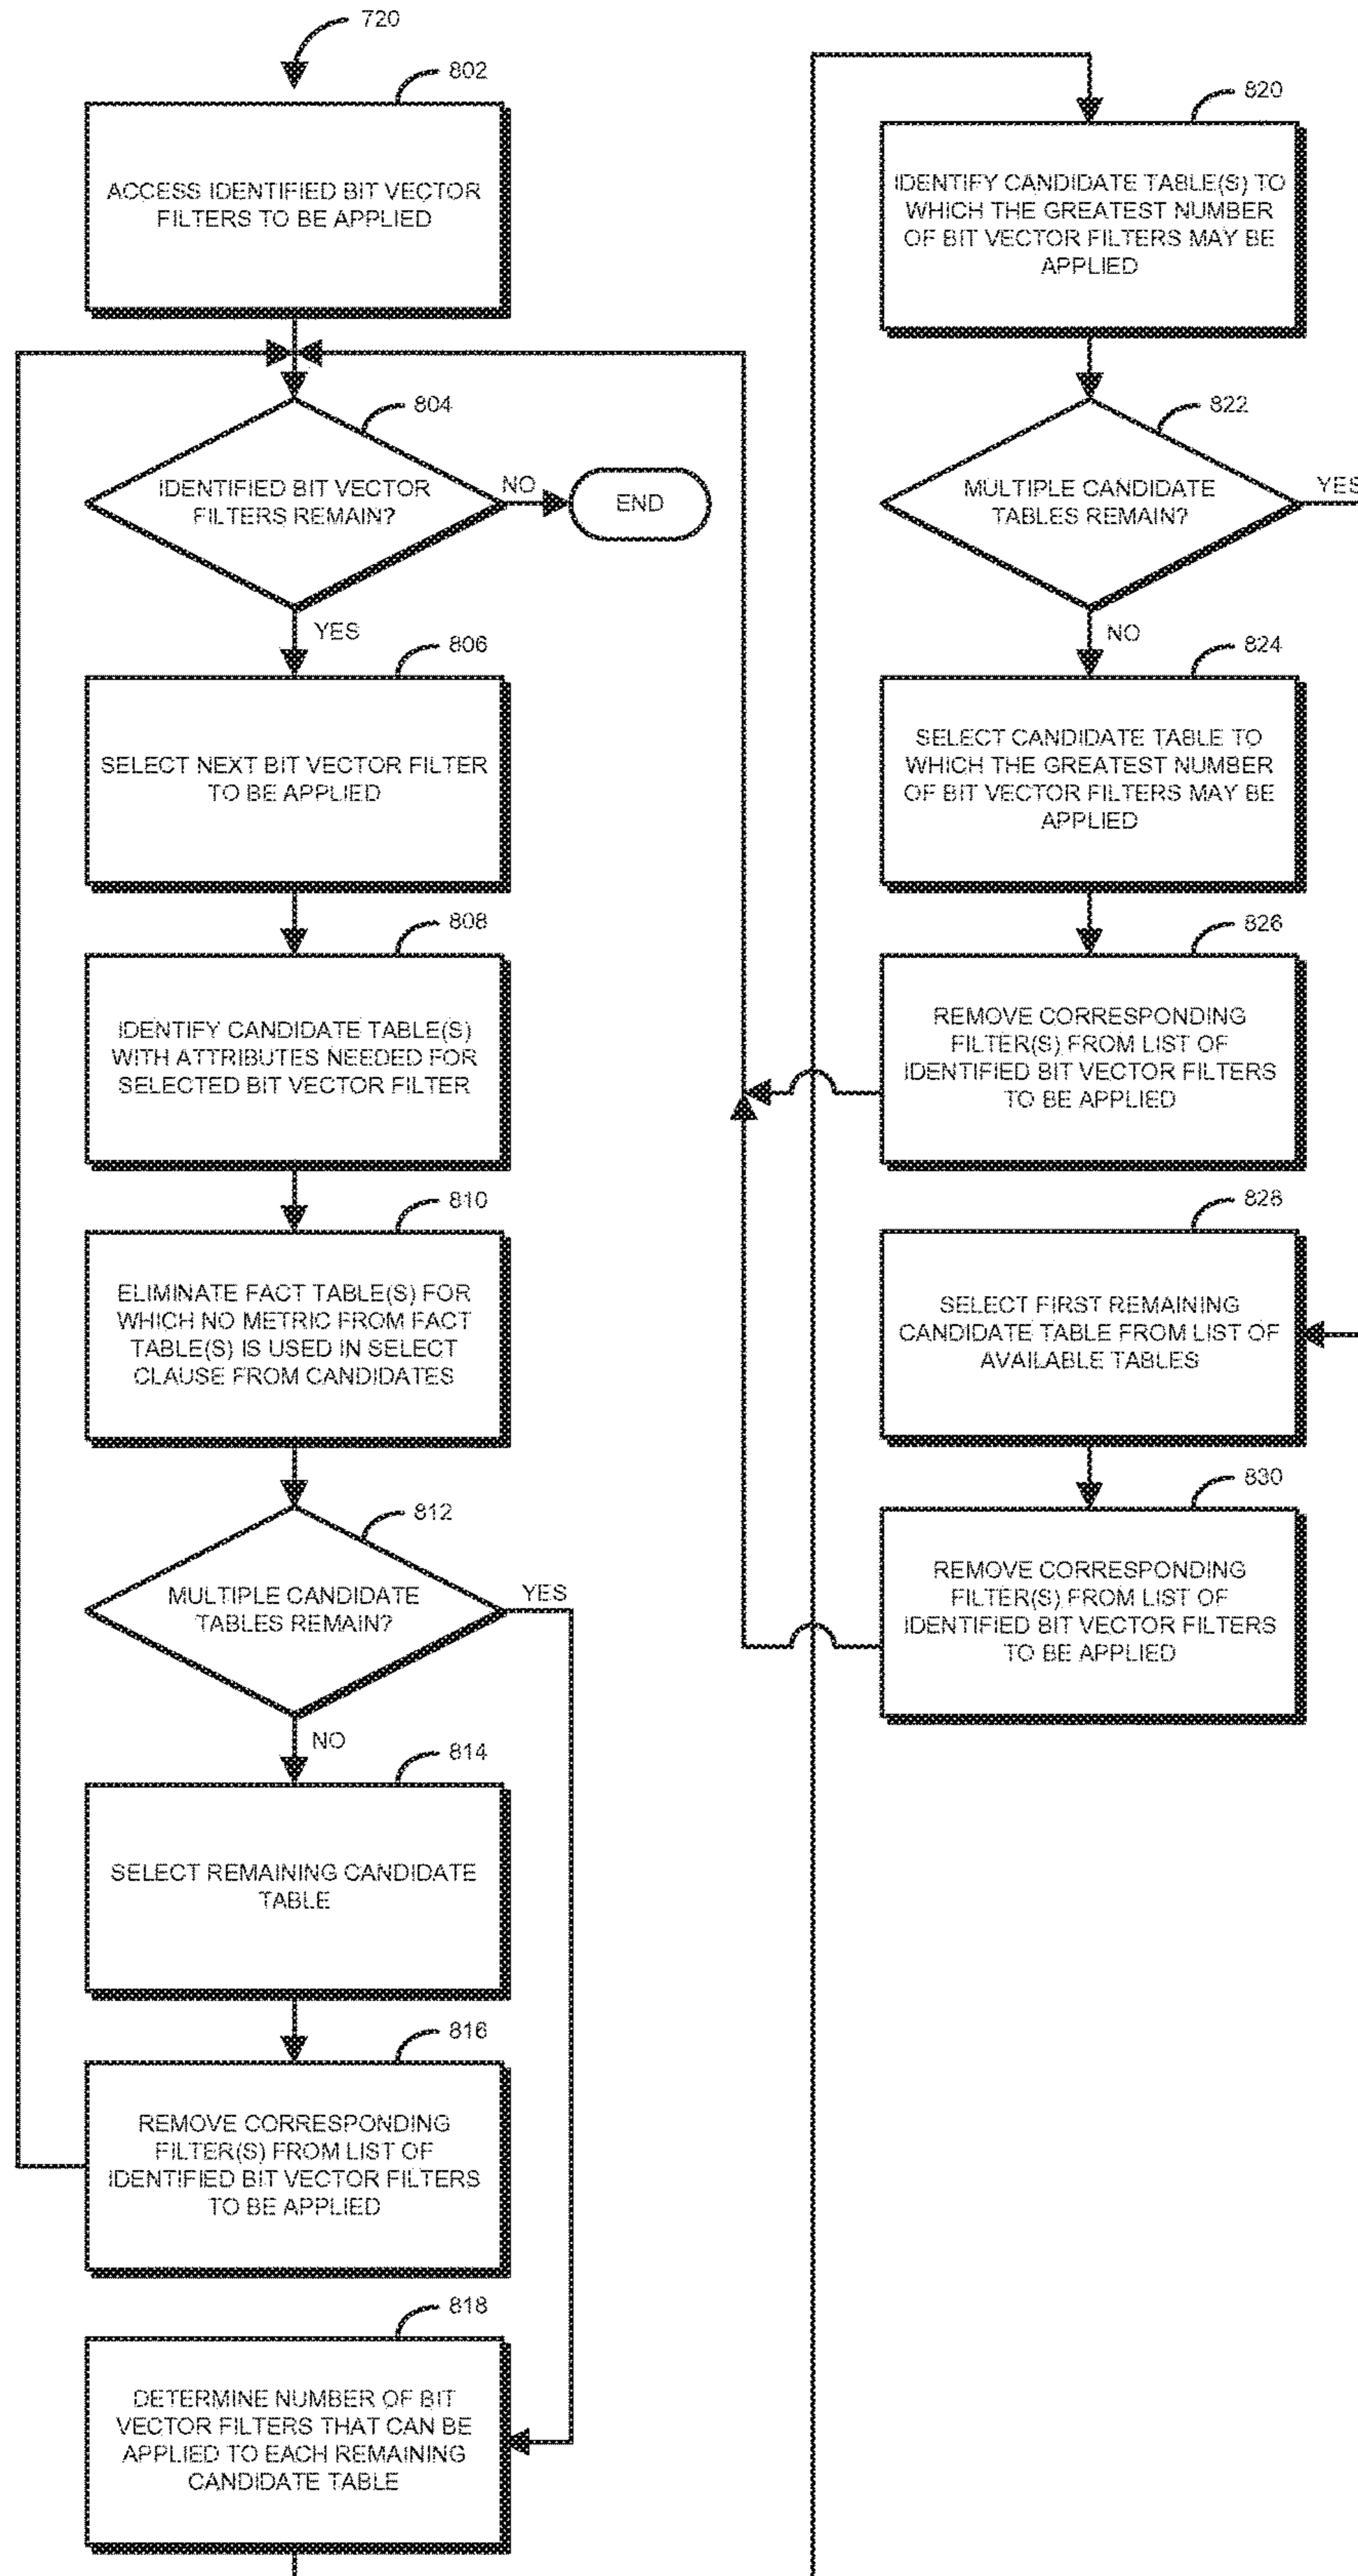 720
802
ACCESS IDENTIFIED BIT VECTOR
FILTERS TO BE APPLIED
804
IDENTIFIED BIT VECTOR
FILTERS REMAIN?
NO
END
YES
806
SELECT NEXT BIT VECTOR FILTER
TO BE APPLIED
808
IDENTIFY CANDIDATE TABLE(S)
WITH ATTRIBUTES NEEDED FOR
SELECTED BIT VECTOR FILTER
810
ELIMINATE FACT TABLE(S) FOR
WHICH NO METRIC FROM FACT
TABLE(S) IS USED IN SELECT
CLAUSE FROM CANDIDATES
812
MULTIPLE CANDIDATE
TABLES REMAIN?
YES
NO
814
SELECT REMAINING CANDIDATE
TABLE
816
REMOVE CORRESPONDING
FILTER(S) FROM LIST OF
IDENTIFIED BIT VECTOR FILTERS
TO BE APPLIED
818
DETERMINE NUMBER OF BIT
VECTOR FILTERS THAT CAN BE
APPLIED TO EACH REMAINING
CANDIDATE TABLE
820
IDENTIFY CANDIDATE TABLE(S) TO
WHICH THE GREATEST NUMBER
OF BIT VECTOR FILTERS MAY BE
APPLIED
822
MULTIPLE CANDIDATE
TABLES REMAIN?
YES
NO
824
SELECT CANDIDATE TABLE TO
WHICH THE GREATEST NUMBER
OF BIT VECTOR FILTERS MAY BE
APPLIED
826
REMOVE CORRESPONDING
FILTER(S) FROM LIST OF
IDENTIFIED BIT VECTOR FILTERS
TO BE APPLIED
828
SELECT FIRST REMAINING
CANDIDATE TABLE FROM LIST OF
AVAILABLE TABLES
830
REMOVE CORRESPONDING
FILTER(S) FROM LIST OF
IDENTIFIED BIT VECTOR FILTERS
TO BE APPLIED